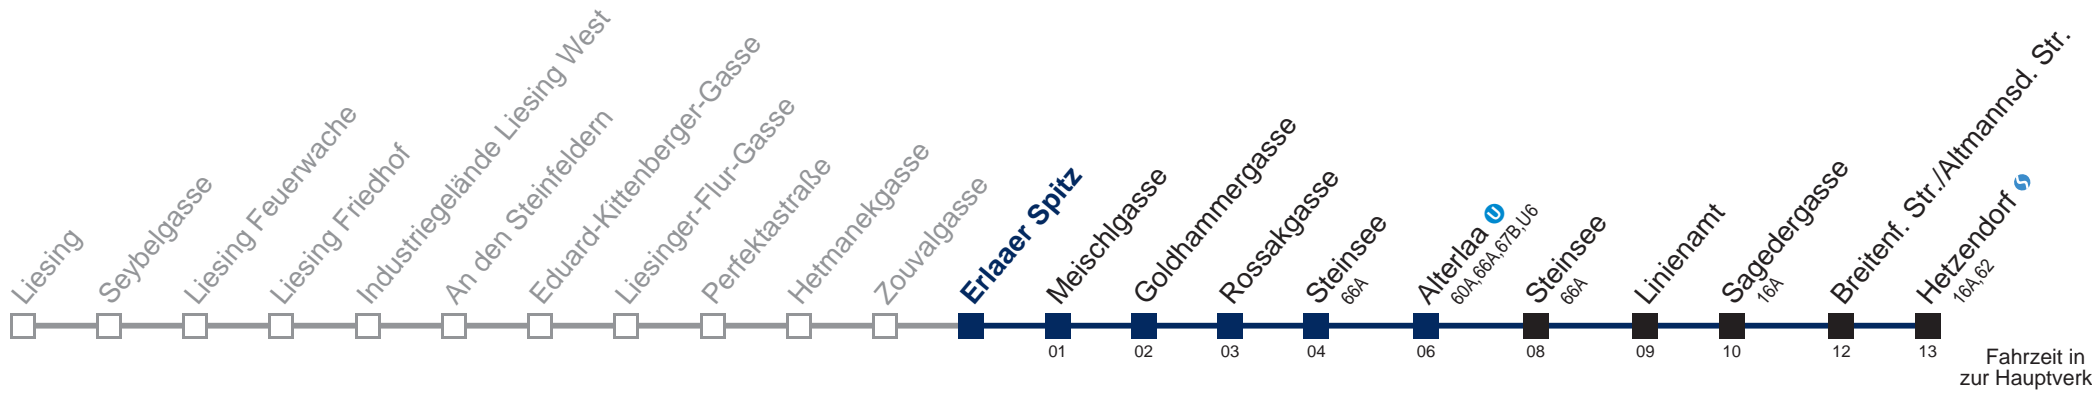 Liesing
Seybelgasse
Liesing Feuerwache
Liesing Friedhof
Industriegelände Liesing West
An den Steinfeldern
Eduard-Kittenberger-Gasse
Liesinger-Flur-Gasse
Perfektastraße
Hetmanekgasse
Zouvalgasse
Erlaaer Spitz
Meischlgasse
Goldhammergasse
Rossakgasse
Steinsee
66A
Alterlaa U
60A,66A,67B,U6
Steinsee
66A
Linienamt
Sagedergasse
16A
Breitenf. Str./Altmannsd. Str.
Hetzendorf S
16A,62
01 02 03 04 06 08 09 10 12 13
Fahrzeit in
zur Hauptverk